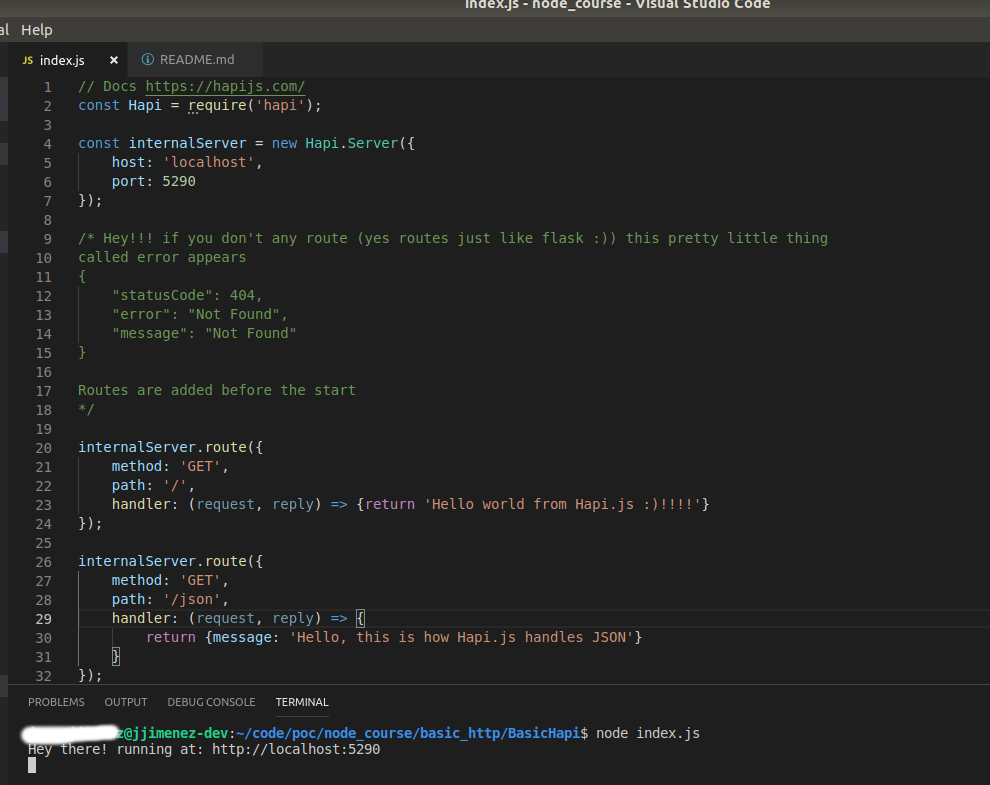 index.js - node_course - Visual Studio Code
al Help
JS index.js × README.md
1 // Docs https://hapijs.com/
2 const Hapi = require('hapi');
3
4 const internalServer = new Hapi.Server({
5 host: 'localhost',
6 port: 5290
7 });
8
9 /* Hey!!! if you don't any route (yes routes just like flask :)) this pretty little thing
10 called error appears
11 {
12 "statusCode": 404,
13 "error": "Not Found",
14 "message": "Not Found"
15 }
16
17 Routes are added before the start
18 */
19
20 internalServer.route({
21 method: 'GET',
22 path: '/',
23 handler: (request, reply) => {return 'Hello world from Hapi.js :)!!!!'}
24 });
25
26 internalServer.route({
27 method: 'GET',
28 path: '/json',
29 handler: (request, reply) => {
30 return {message: 'Hello, this is how Hapi.js handles JSON'}
31 }
32 });
PROBLEMS OUTPUT DEBUG CONSOLE TERMINAL
z@jjimenez-dev:~/code/poc/node_course/basic_http/BasicHapi$ node index.js
Hey there! running at: http://localhost:5290